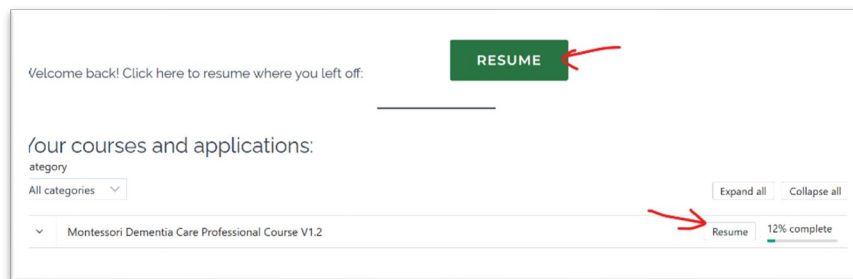 Welcome back! Click here to resume where you left off:
RESUME
Your courses and applications:
ategory
All categories
Expand all
Collapse all
Montessori Dementia Care Professional Course V1.2
Resume
12% complete